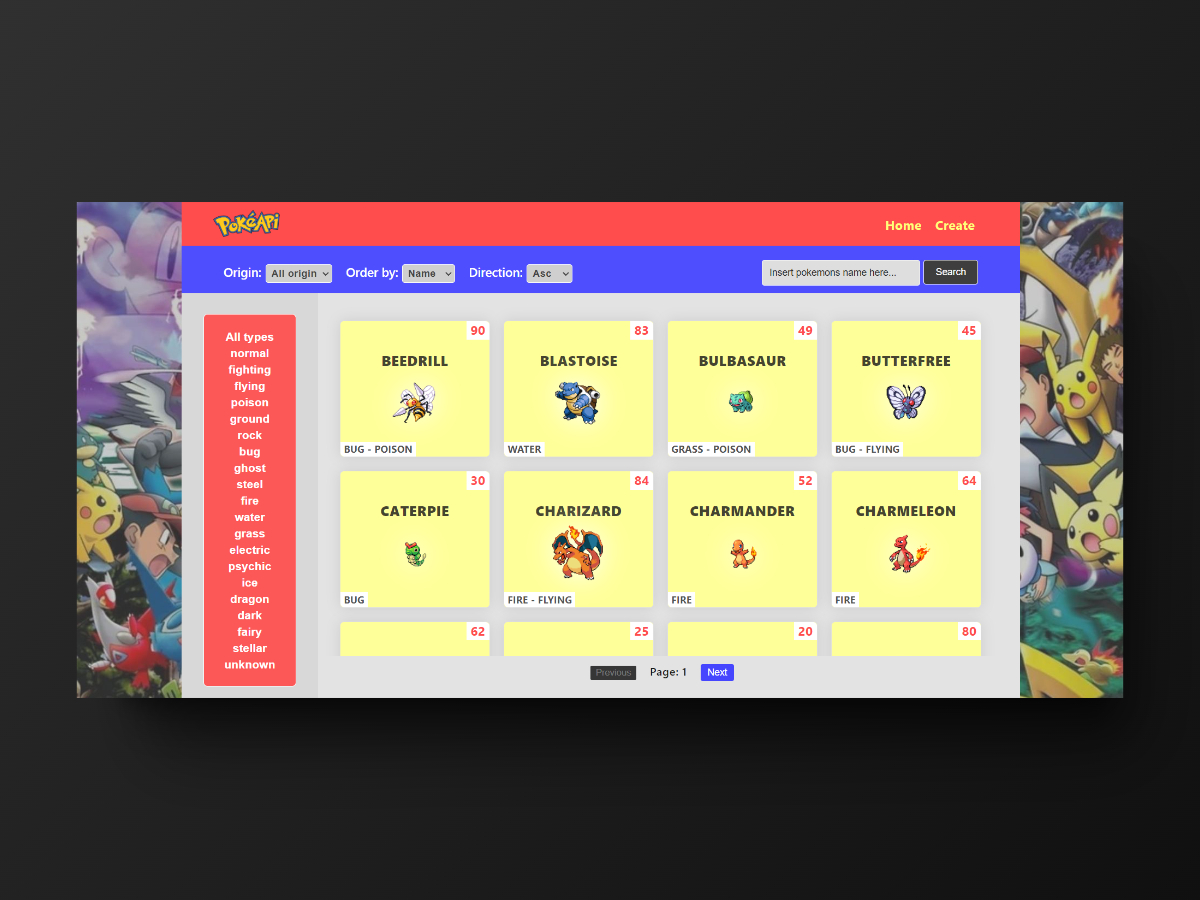 PokéApi
Home Create
Origin: All origin Order by: Name Direction: Asc Insert pokemons name here... Search
All types
normal
fighting
flying
poison
ground
rock
bug
ghost
steel
fire
water
grass
electric
psychic
ice
dragon
dark
fairy
stellar
unknown
90
BEEDRILL
BUG - POISON
83
BLASTOISE
WATER
49
BULBASAUR
GRASS - POISON
45
BUTTERFREE
BUG - FLYING
30
CATERPIE
BUG
84
CHARIZARD
FIRE - FLYING
52
CHARMANDER
FIRE
64
CHARMELEON
FIRE
62
25
20
80
Previous Page: 1 Next